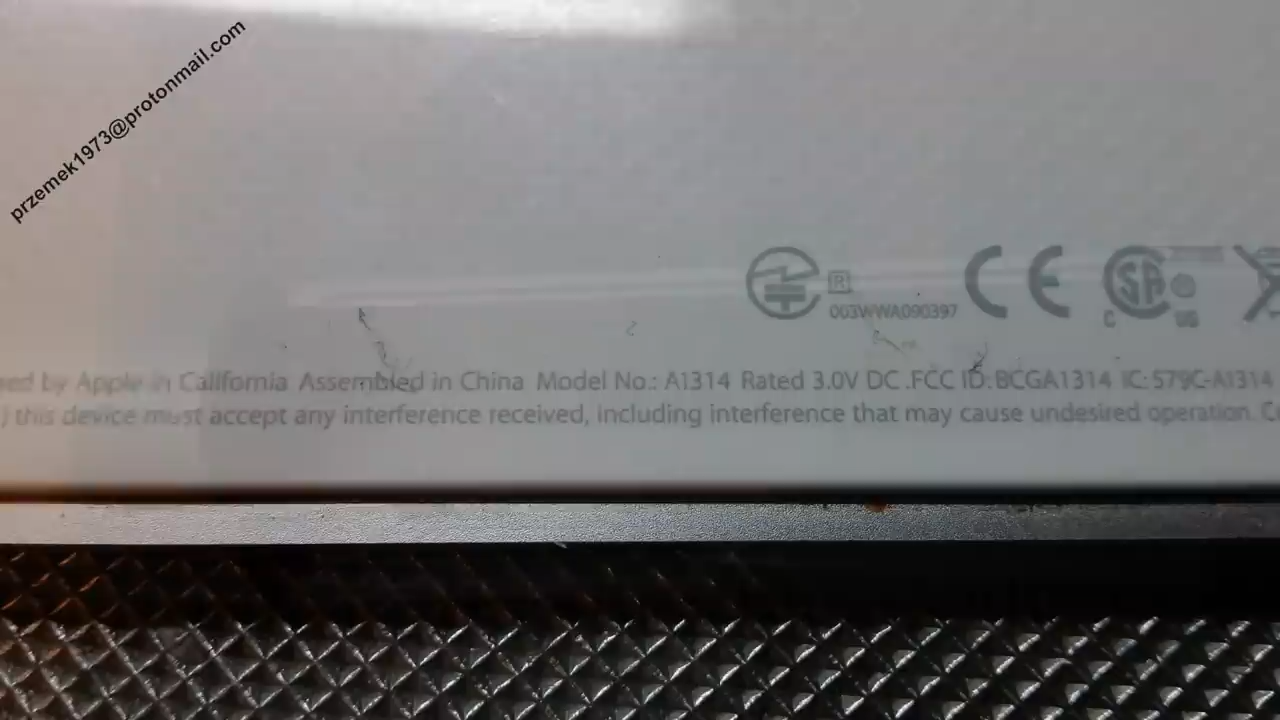 przemek1973@protonmail.com
R
003WWA090397
CE
SA
C US
ed by Apple in California Assembled in China Model No.: A1314 Rated 3.0V DC .FCC ID: BCGA1314 IC: 579C-A1314
) this device must accept any interference received, including interference that may cause undesired operation. C